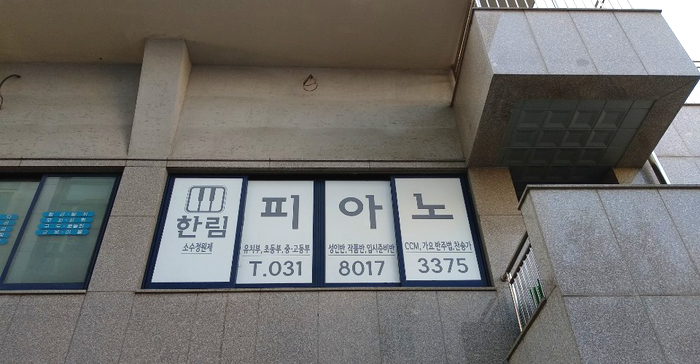 한림 피아노
소수정원제 유치부, 초등부, 중·고등부 성인반, 작품반, 입시준비반 CCM, 가요 반주법, 찬송가
T.031 8017 3375